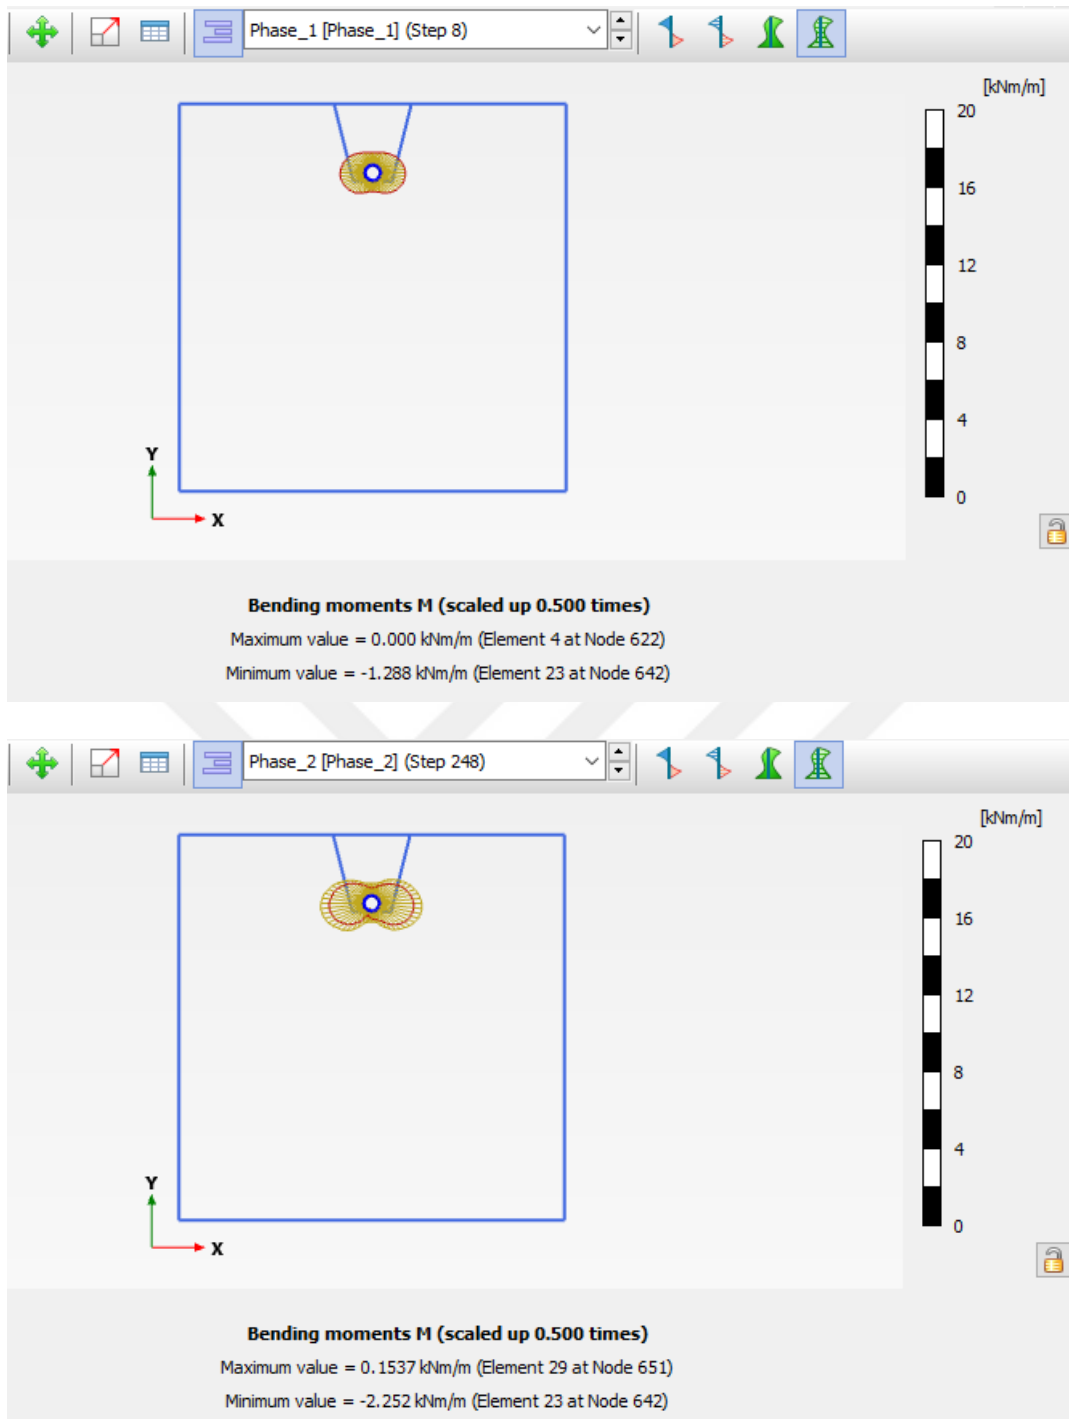 Phase_1 [Phase_1] (Step 8)
[kNm/m]
20
16
12
8
4
0
Y
X
Bending moments M (scaled up 0.500 times)
Maximum value = 0.000 kNm/m (Element 4 at Node 622)
Minimum value = -1.288 kNm/m (Element 23 at Node 642)
Phase_2 [Phase_2] (Step 248)
[kNm/m]
20
16
12
8
4
0
Y
X
Bending moments M (scaled up 0.500 times)
Maximum value = 0.1537 kNm/m (Element 29 at Node 651)
Minimum value = -2.252 kNm/m (Element 23 at Node 642)